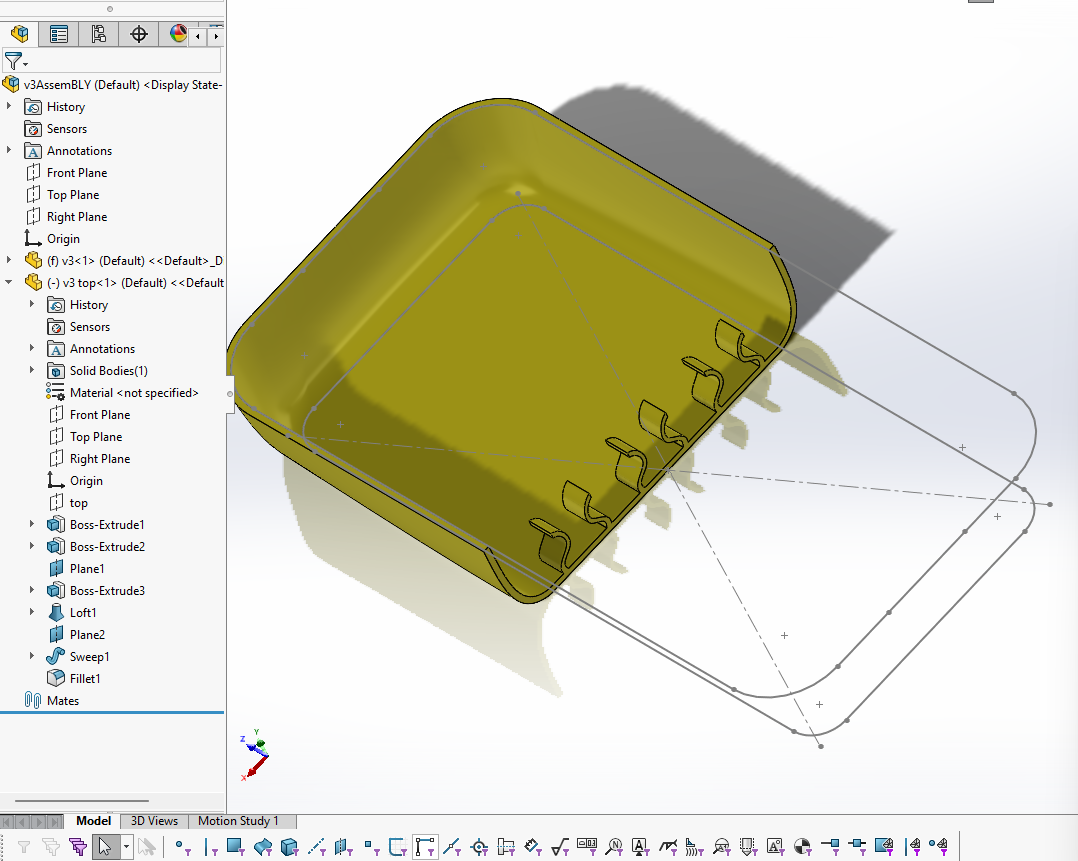 v3AssemBLY (Default) <Display State-
History
Sensors
A Annotations
Front Plane
Top Plane
Right Plane
Origin
(f) v3<1> (Default) <<Default>_D
(-) v3 top<1> (Default) <<Default
History
Sensors
A Annotations
Solid Bodies(1)
Material <not specified>
Front Plane
Top Plane
Right Plane
Origin
top
Boss-Extrude1
Boss-Extrude2
Plane1
Boss-Extrude3
Loft1
Plane2
Sweep1
Fillet1
Mates
Y
Z
X
Model 3D Views Motion Study 1